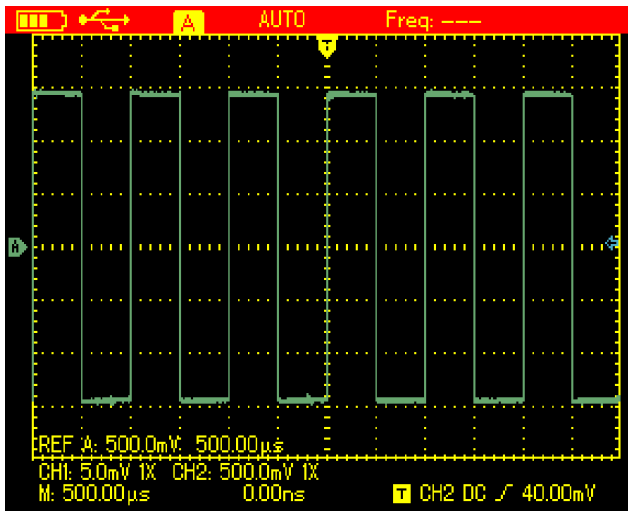 A AUTO Freq: ---
T
A
REF A: 500.0mV 500.00µs
CH1: 5.0mV 1X CH2: 500.0mV 1X
M: 500.00µs 0.00ns T CH2 DC 40.00mV